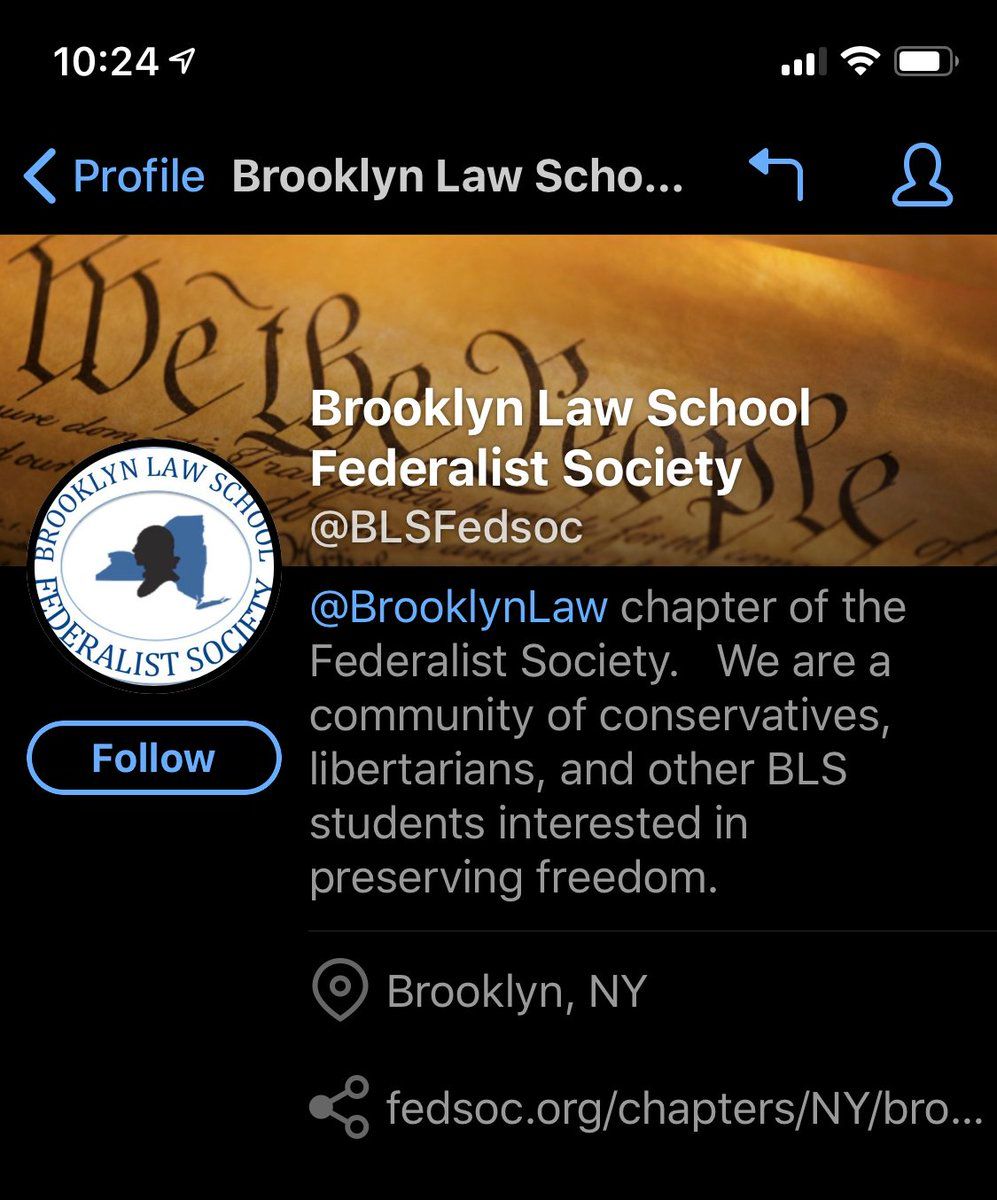 10:24
Profile Brooklyn Law Scho...
We the People
Brooklyn Law School
Federalist Society
@BLSFedsoc
BROOKLYN LAW SCHOOL
FEDERALIST SOCIETY
Follow
@BrooklynLaw chapter of the
Federalist Society. We are a
community of conservatives,
libertarians, and other BLS
students interested in
preserving freedom.
Brooklyn, NY
fedsoc.org/chapters/NY/bro...